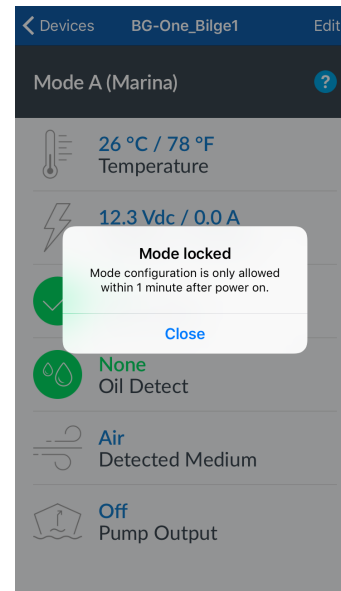 Devices
BG-One_Bilge1
Edit
Mode A (Marina)
?
26 °C / 78 °F
Temperature
12.3 Vdc / 0.0 A
Mode locked
Mode configuration is only allowed
within 1 minute after power on.
Close
None
Oil Detect
Air
Detected Medium
Off
Pump Output